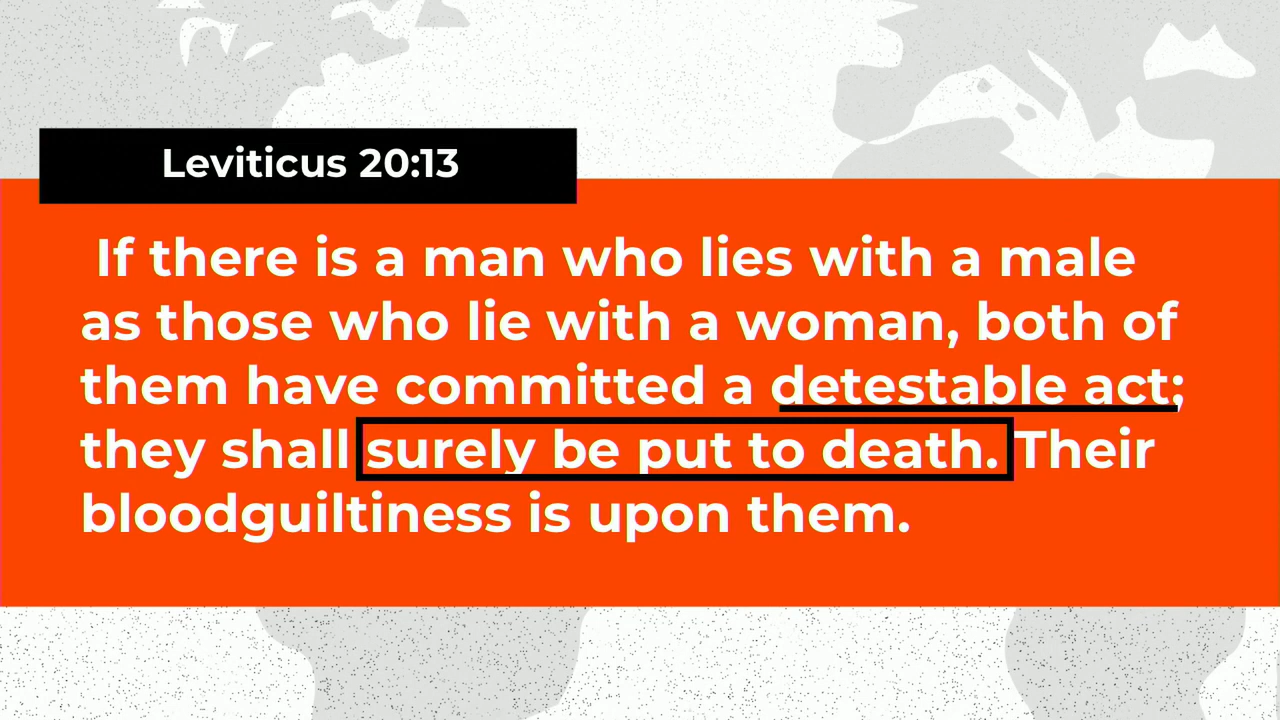 Leviticus 20:13
If there is a man who lies with a male
as those who lie with a woman, both of
them have committed a detestable act;
they shall surely be put to death. Their
bloodguiltiness is upon them.